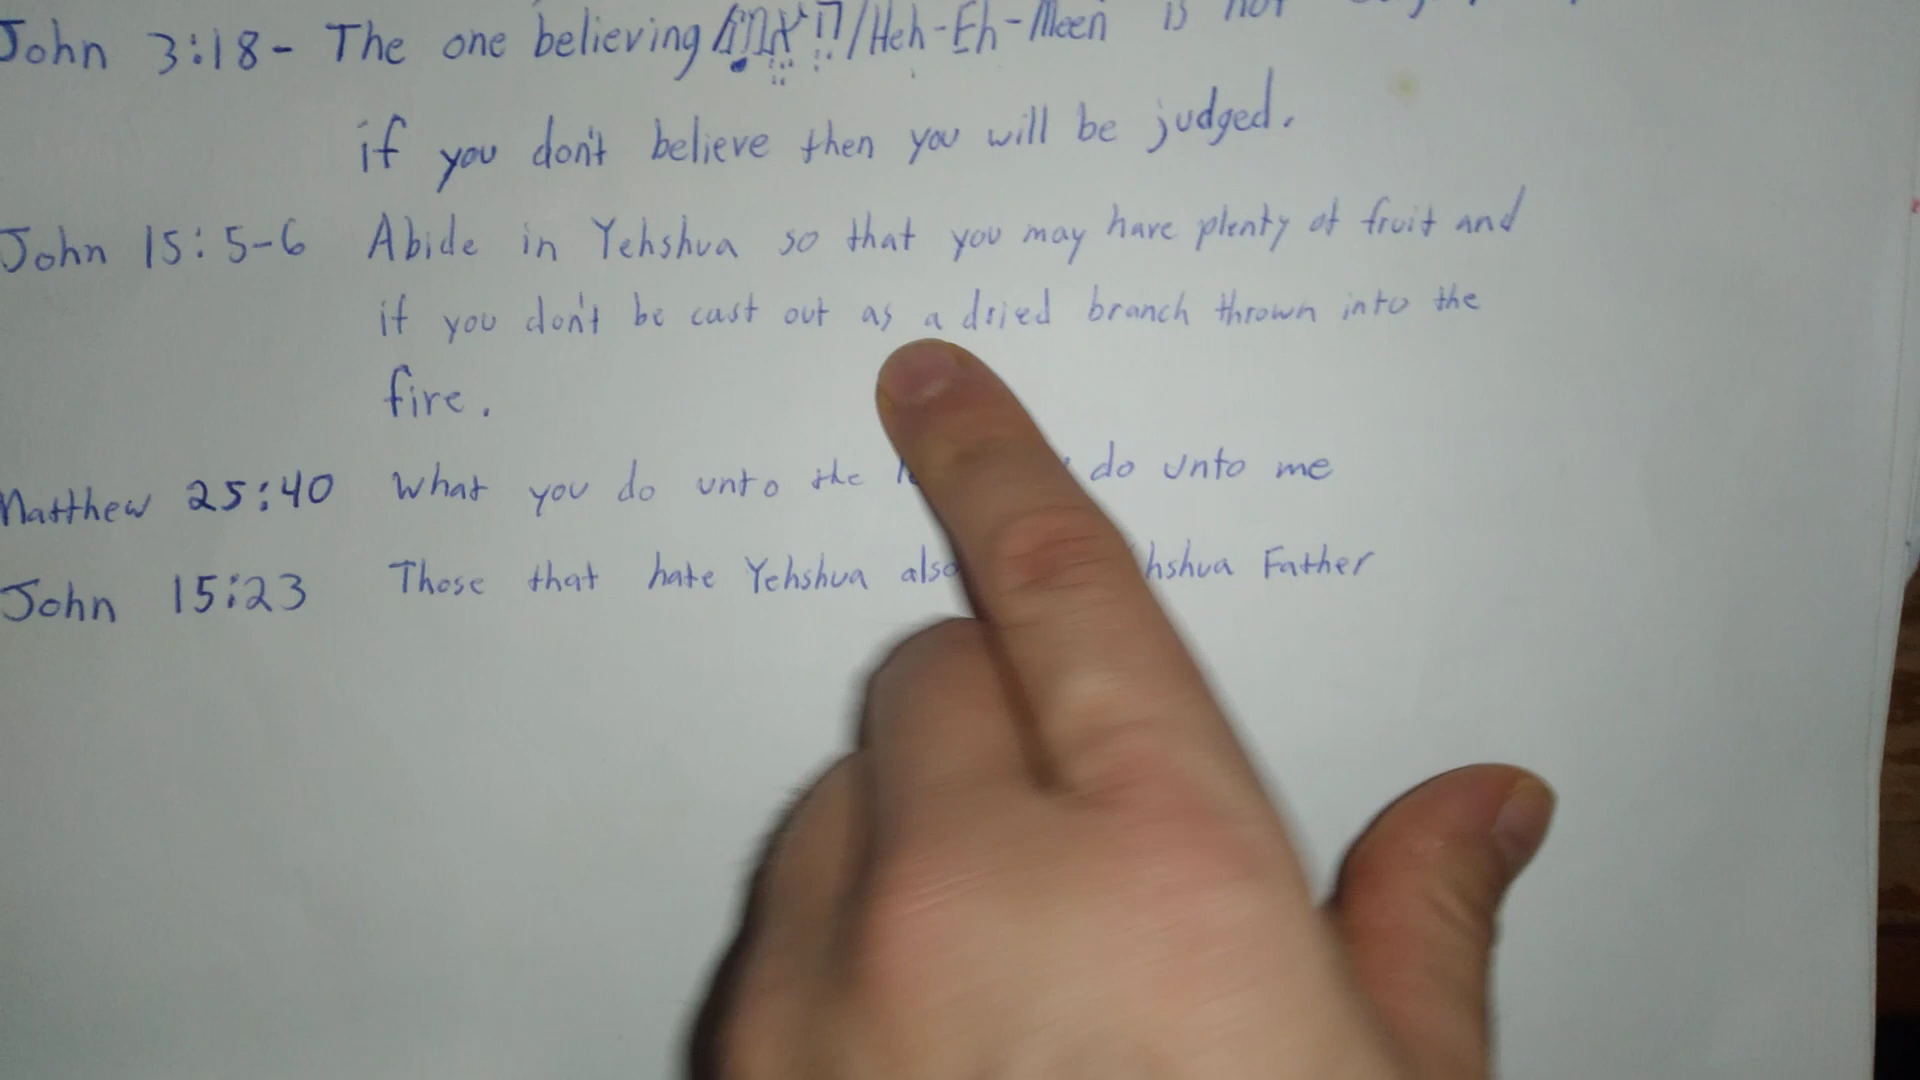 John 3:18- The one believing האמין/Heh-Eh-Meen is not
if you don't believe then you will be judged.
John 15:5-6 Abide in Yehshua so that you may have plenty of fruit and
if you don't be cast out as a dried branch thrown into the
fire.
Matthew 25:40 What you do unto the do unto me
John 15:23 Those that hate Yehshua also hshua Father